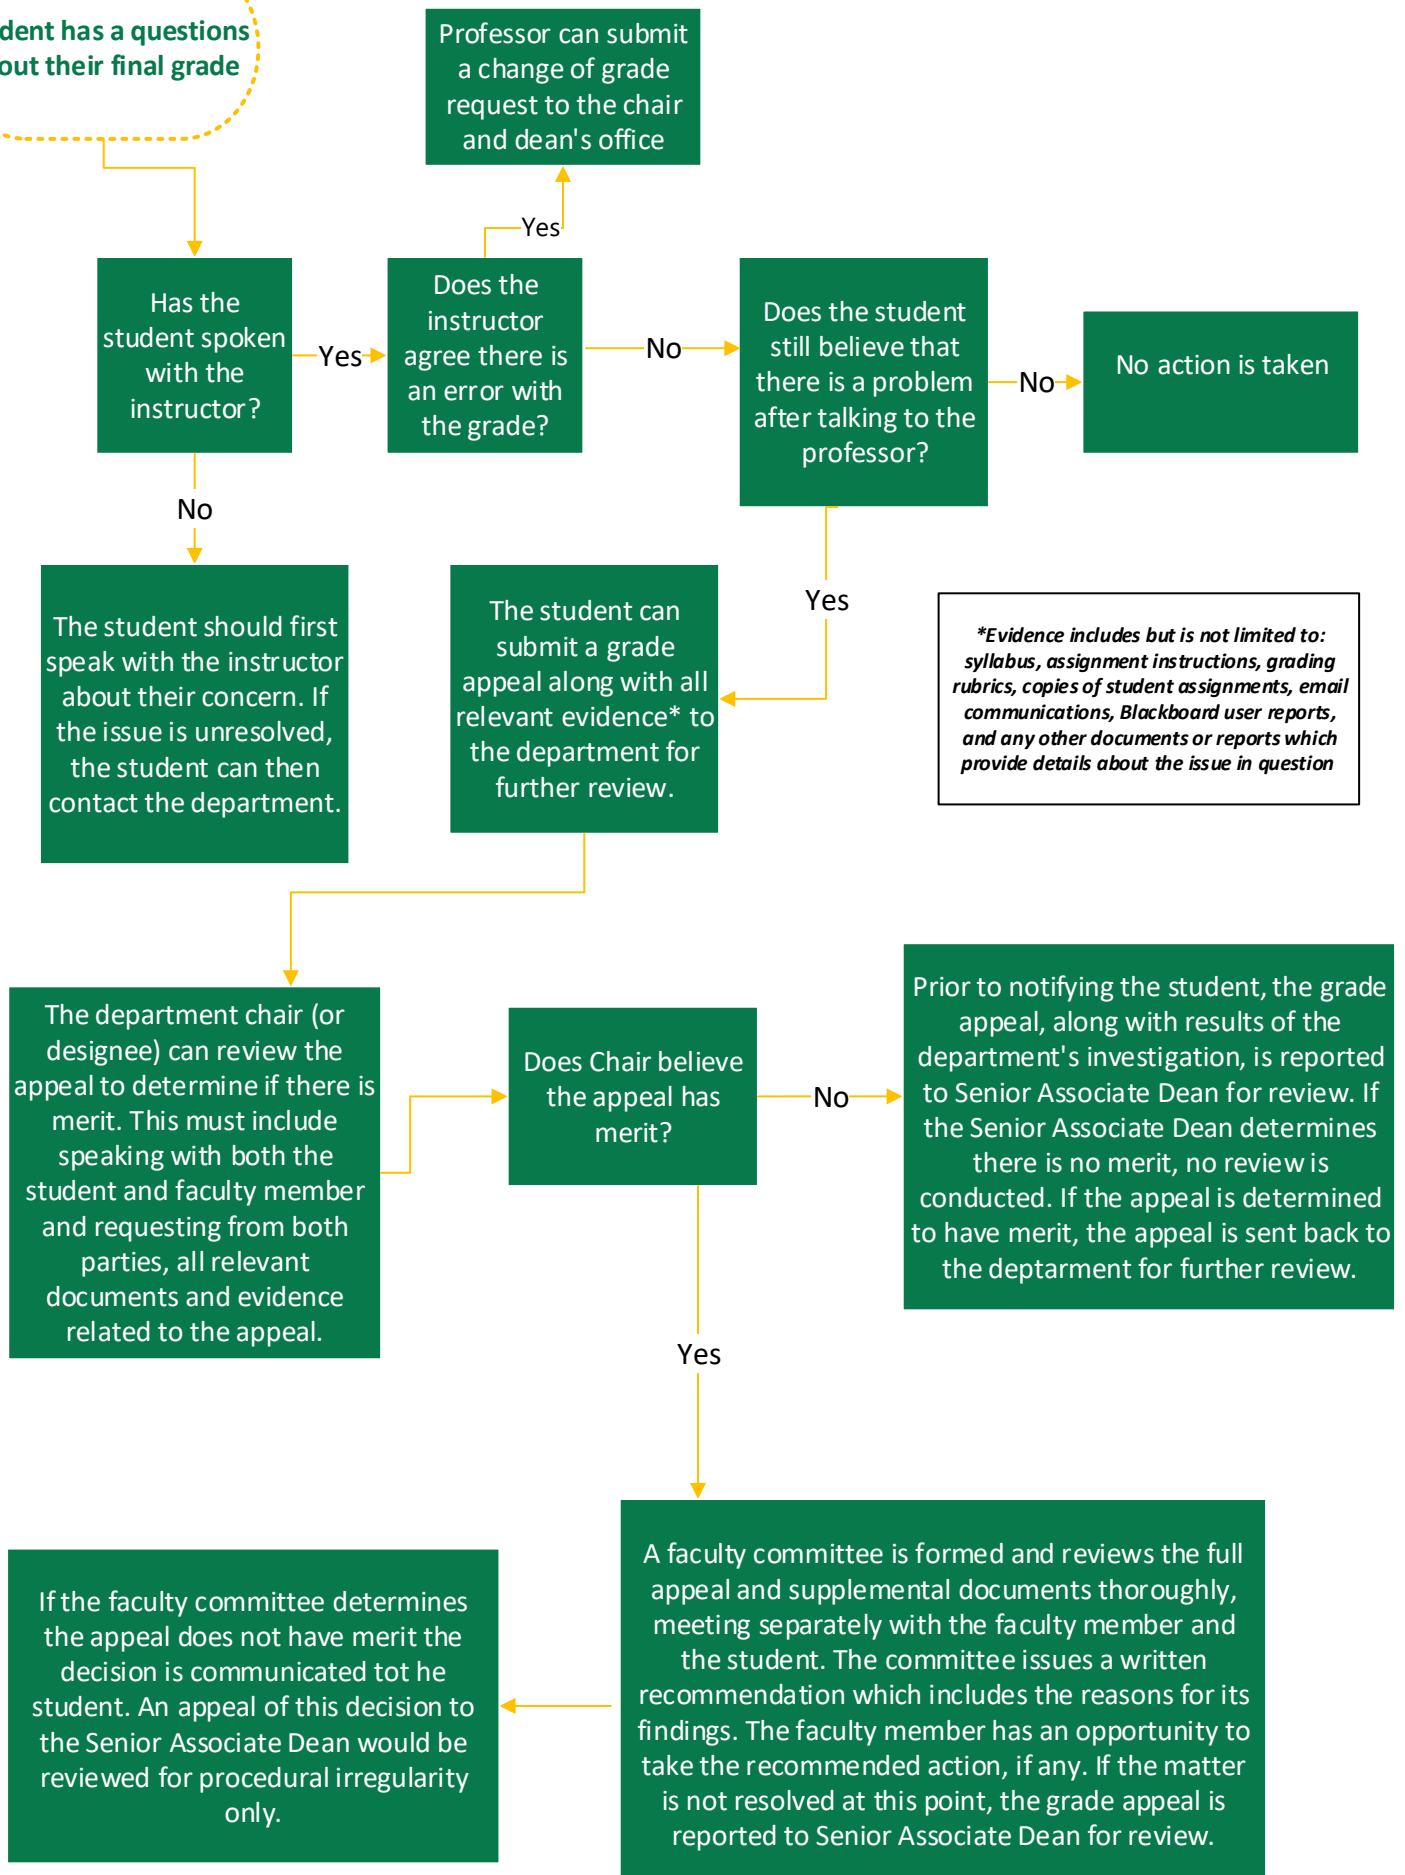 dent has a questions
out their final grade
Professor can submit
a change of grade
request to the chair
and dean's office
Yes
Has the
student spoken
with the
instructor?
Yes
Does the
instructor
agree there is
an error with
the grade?
No
Does the student
still believe that
there is a problem
after talking to the
professor?
No
No action is taken
No
Yes
The student should first
speak with the instructor
about their concern. If
the issue is unresolved,
the student can then
contact the department.
The student can
submit a grade
appeal along with all
relevant evidence* to
the department for
further review.
*Evidence includes but is not limited to:
syllabus, assignment instructions, grading
rubrics, copies of student assignments, email
communications, Blackboard user reports,
and any other documents or reports which
provide details about the issue in question
The department chair (or
designee) can review the
appeal to determine if there is
merit. This must include
speaking with both the
student and faculty member
and requesting from both
parties, all relevant
documents and evidence
related to the appeal.
Does Chair believe
the appeal has
merit?
No
Prior to notifying the student, the grade
appeal, along with results of the
department's investigation, is reported
to Senior Associate Dean for review. If
the Senior Associate Dean determines
there is no merit, no review is
conducted. If the appeal is determined
to have merit, the appeal is sent back to
the deptarment for further review.
Yes
A faculty committee is formed and reviews the full
appeal and supplemental documents thoroughly,
meeting separately with the faculty member and
the student. The committee issues a written
recommendation which includes the reasons for its
findings. The faculty member has an opportunity to
take the recommended action, if any. If the matter
is not resolved at this point, the grade appeal is
reported to Senior Associate Dean for review.
If the faculty committee determines
the appeal does not have merit the
decision is communicated tot he
student. An appeal of this decision to
the Senior Associate Dean would be
reviewed for procedural irregularity
only.